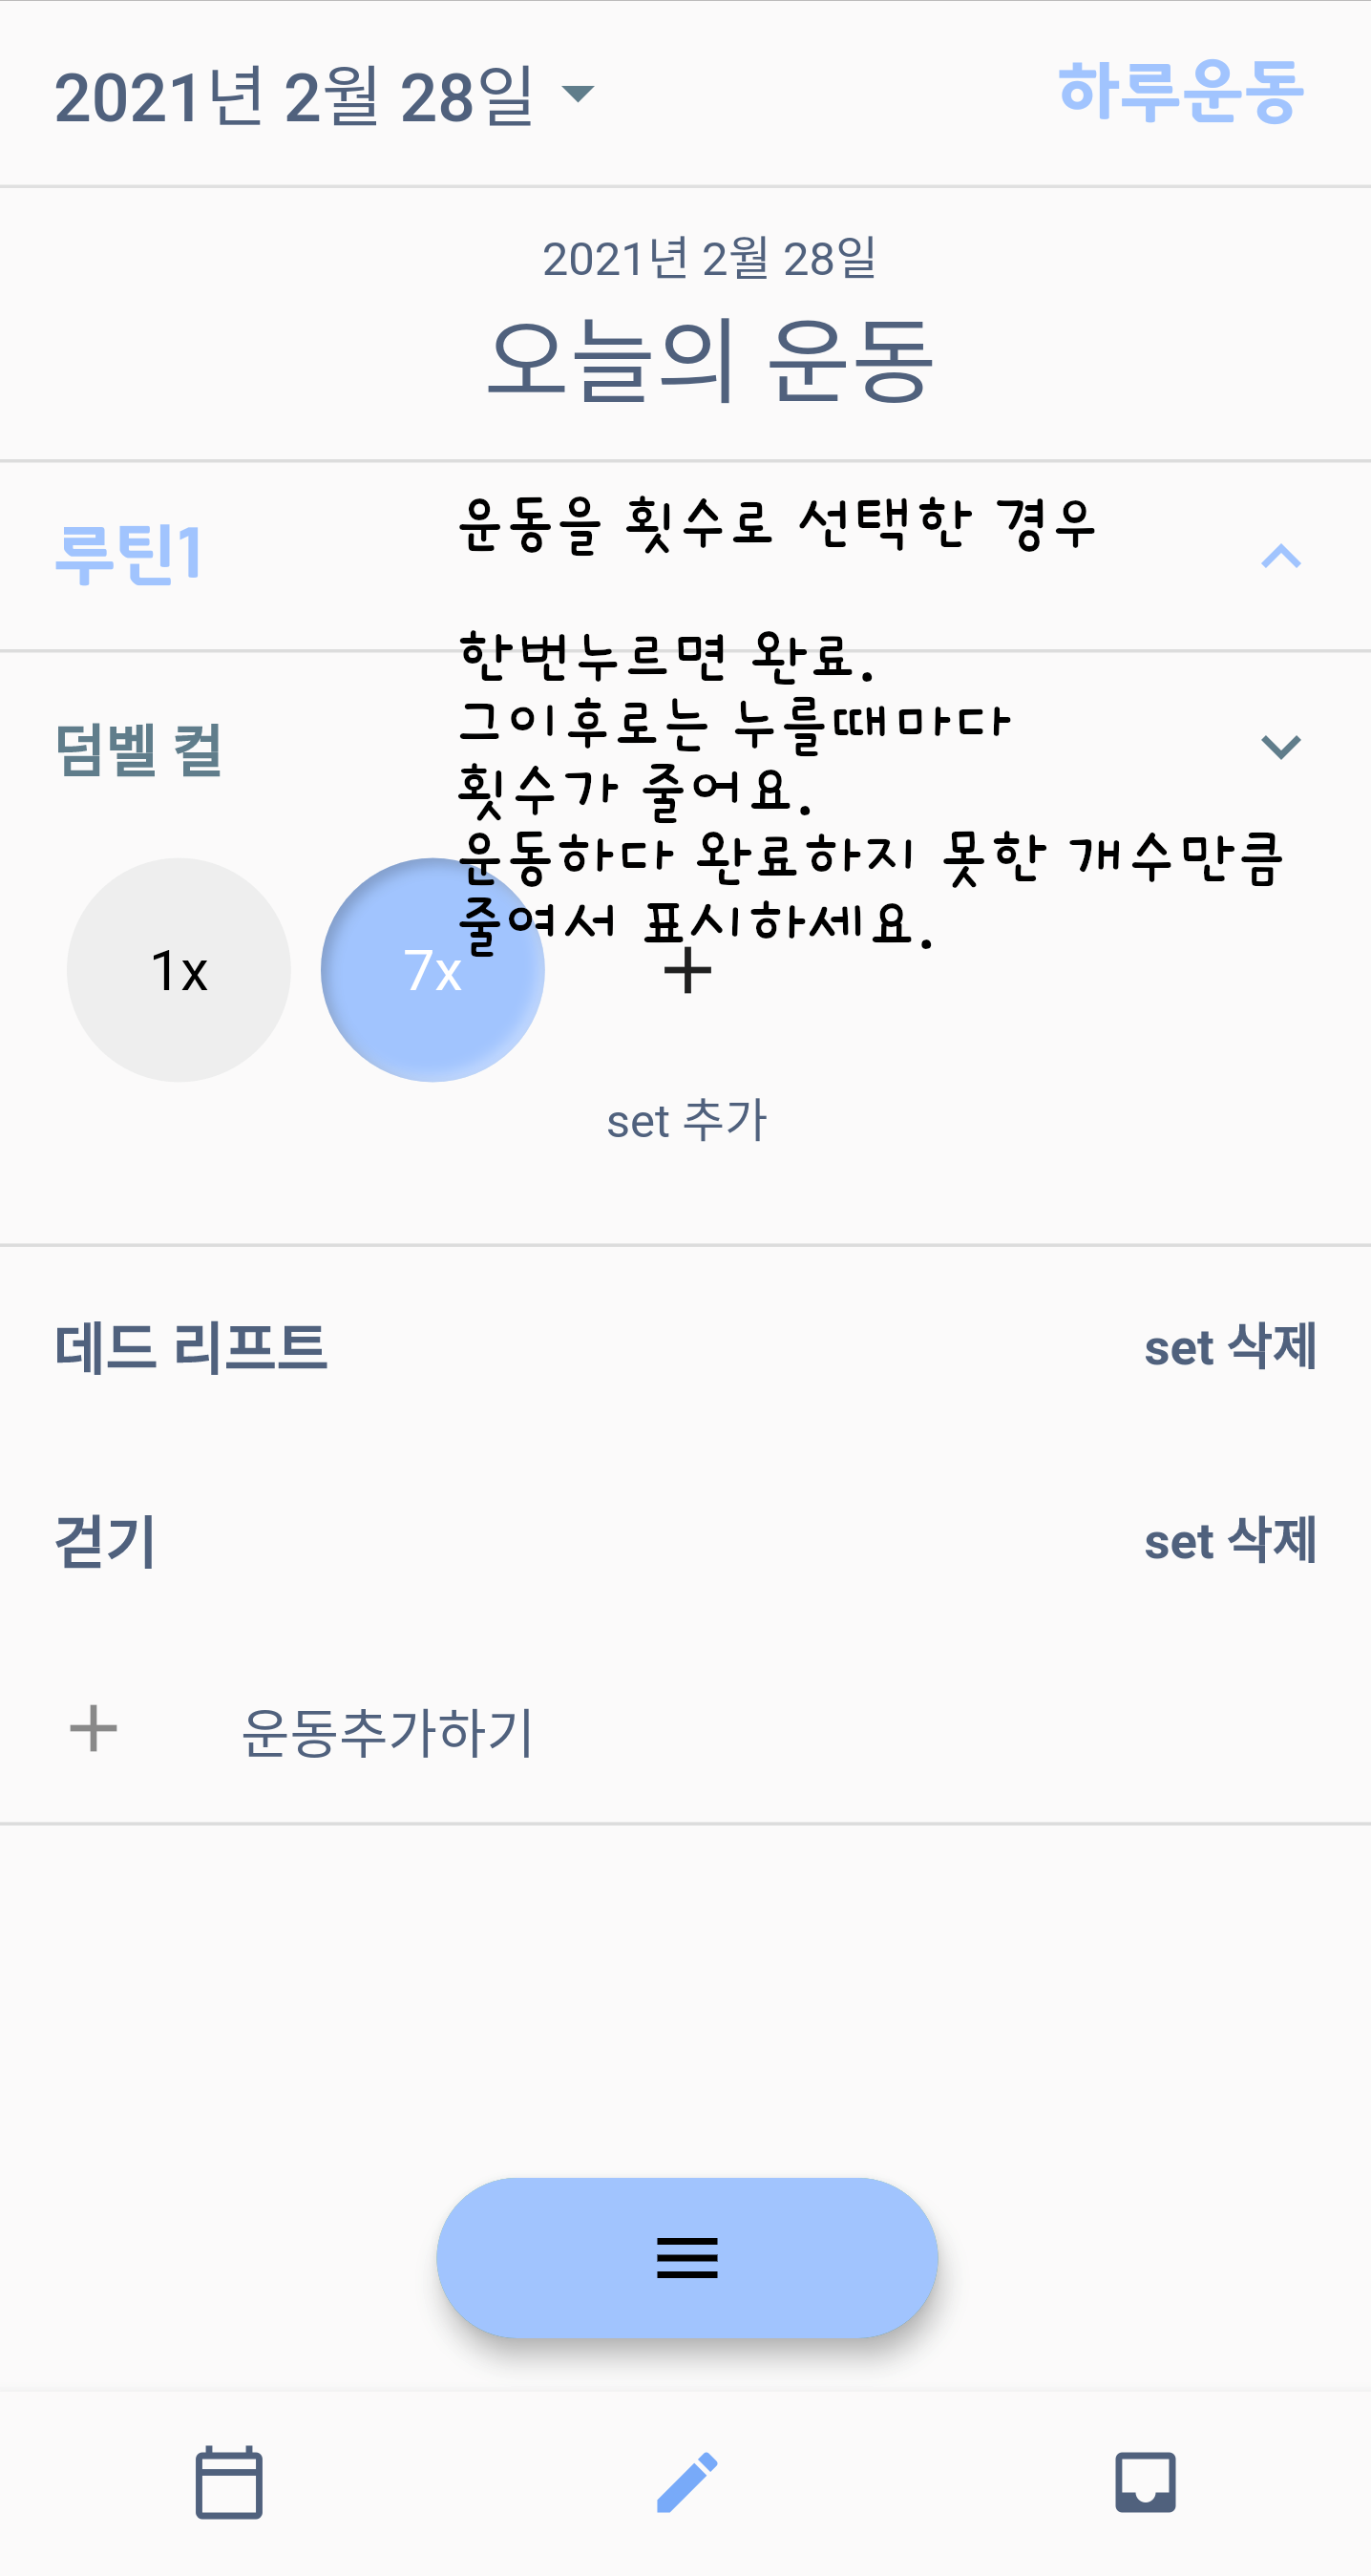 2021년 2월 28일
하루운동
2021년 2월 28일
오늘의 운동
루틴1
운동을 횟수로 선택한 경우
한번누르면 완료.
그이후로는 누를때마다
횟수가 줄어요.
운동하다 완료하지 못한 개수만큼
줄여서 표시하세요.
덤벨 컬
1x
7x
set 추가
데드 리프트
set 삭제
걷기
set 삭제
운동추가하기